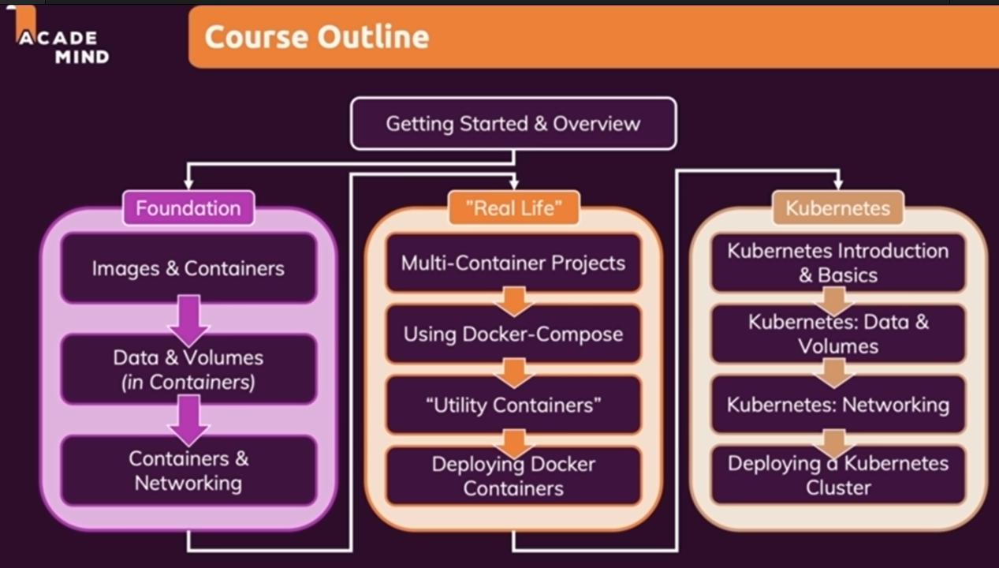 ACADE
MIND
Course Outline
Getting Started & Overview
Foundation
Images & Containers
Data & Volumes
(in Containers)
Containers &
Networking
”Real Life”
Multi-Container Projects
Using Docker-Compose
“Utility Containers”
Deploying Docker
Containers
Kubernetes
Kubernetes Introduction
& Basics
Kubernetes: Data &
Volumes
Kubernetes: Networking
Deploying a Kubernetes
Cluster